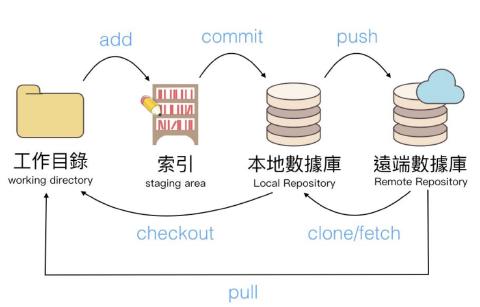 add
commit
push
工作目錄
working directory
索引
staging area
本地數據庫
Local Repository
遠端數據庫
Remote Repository
checkout
clone/fetch
pull